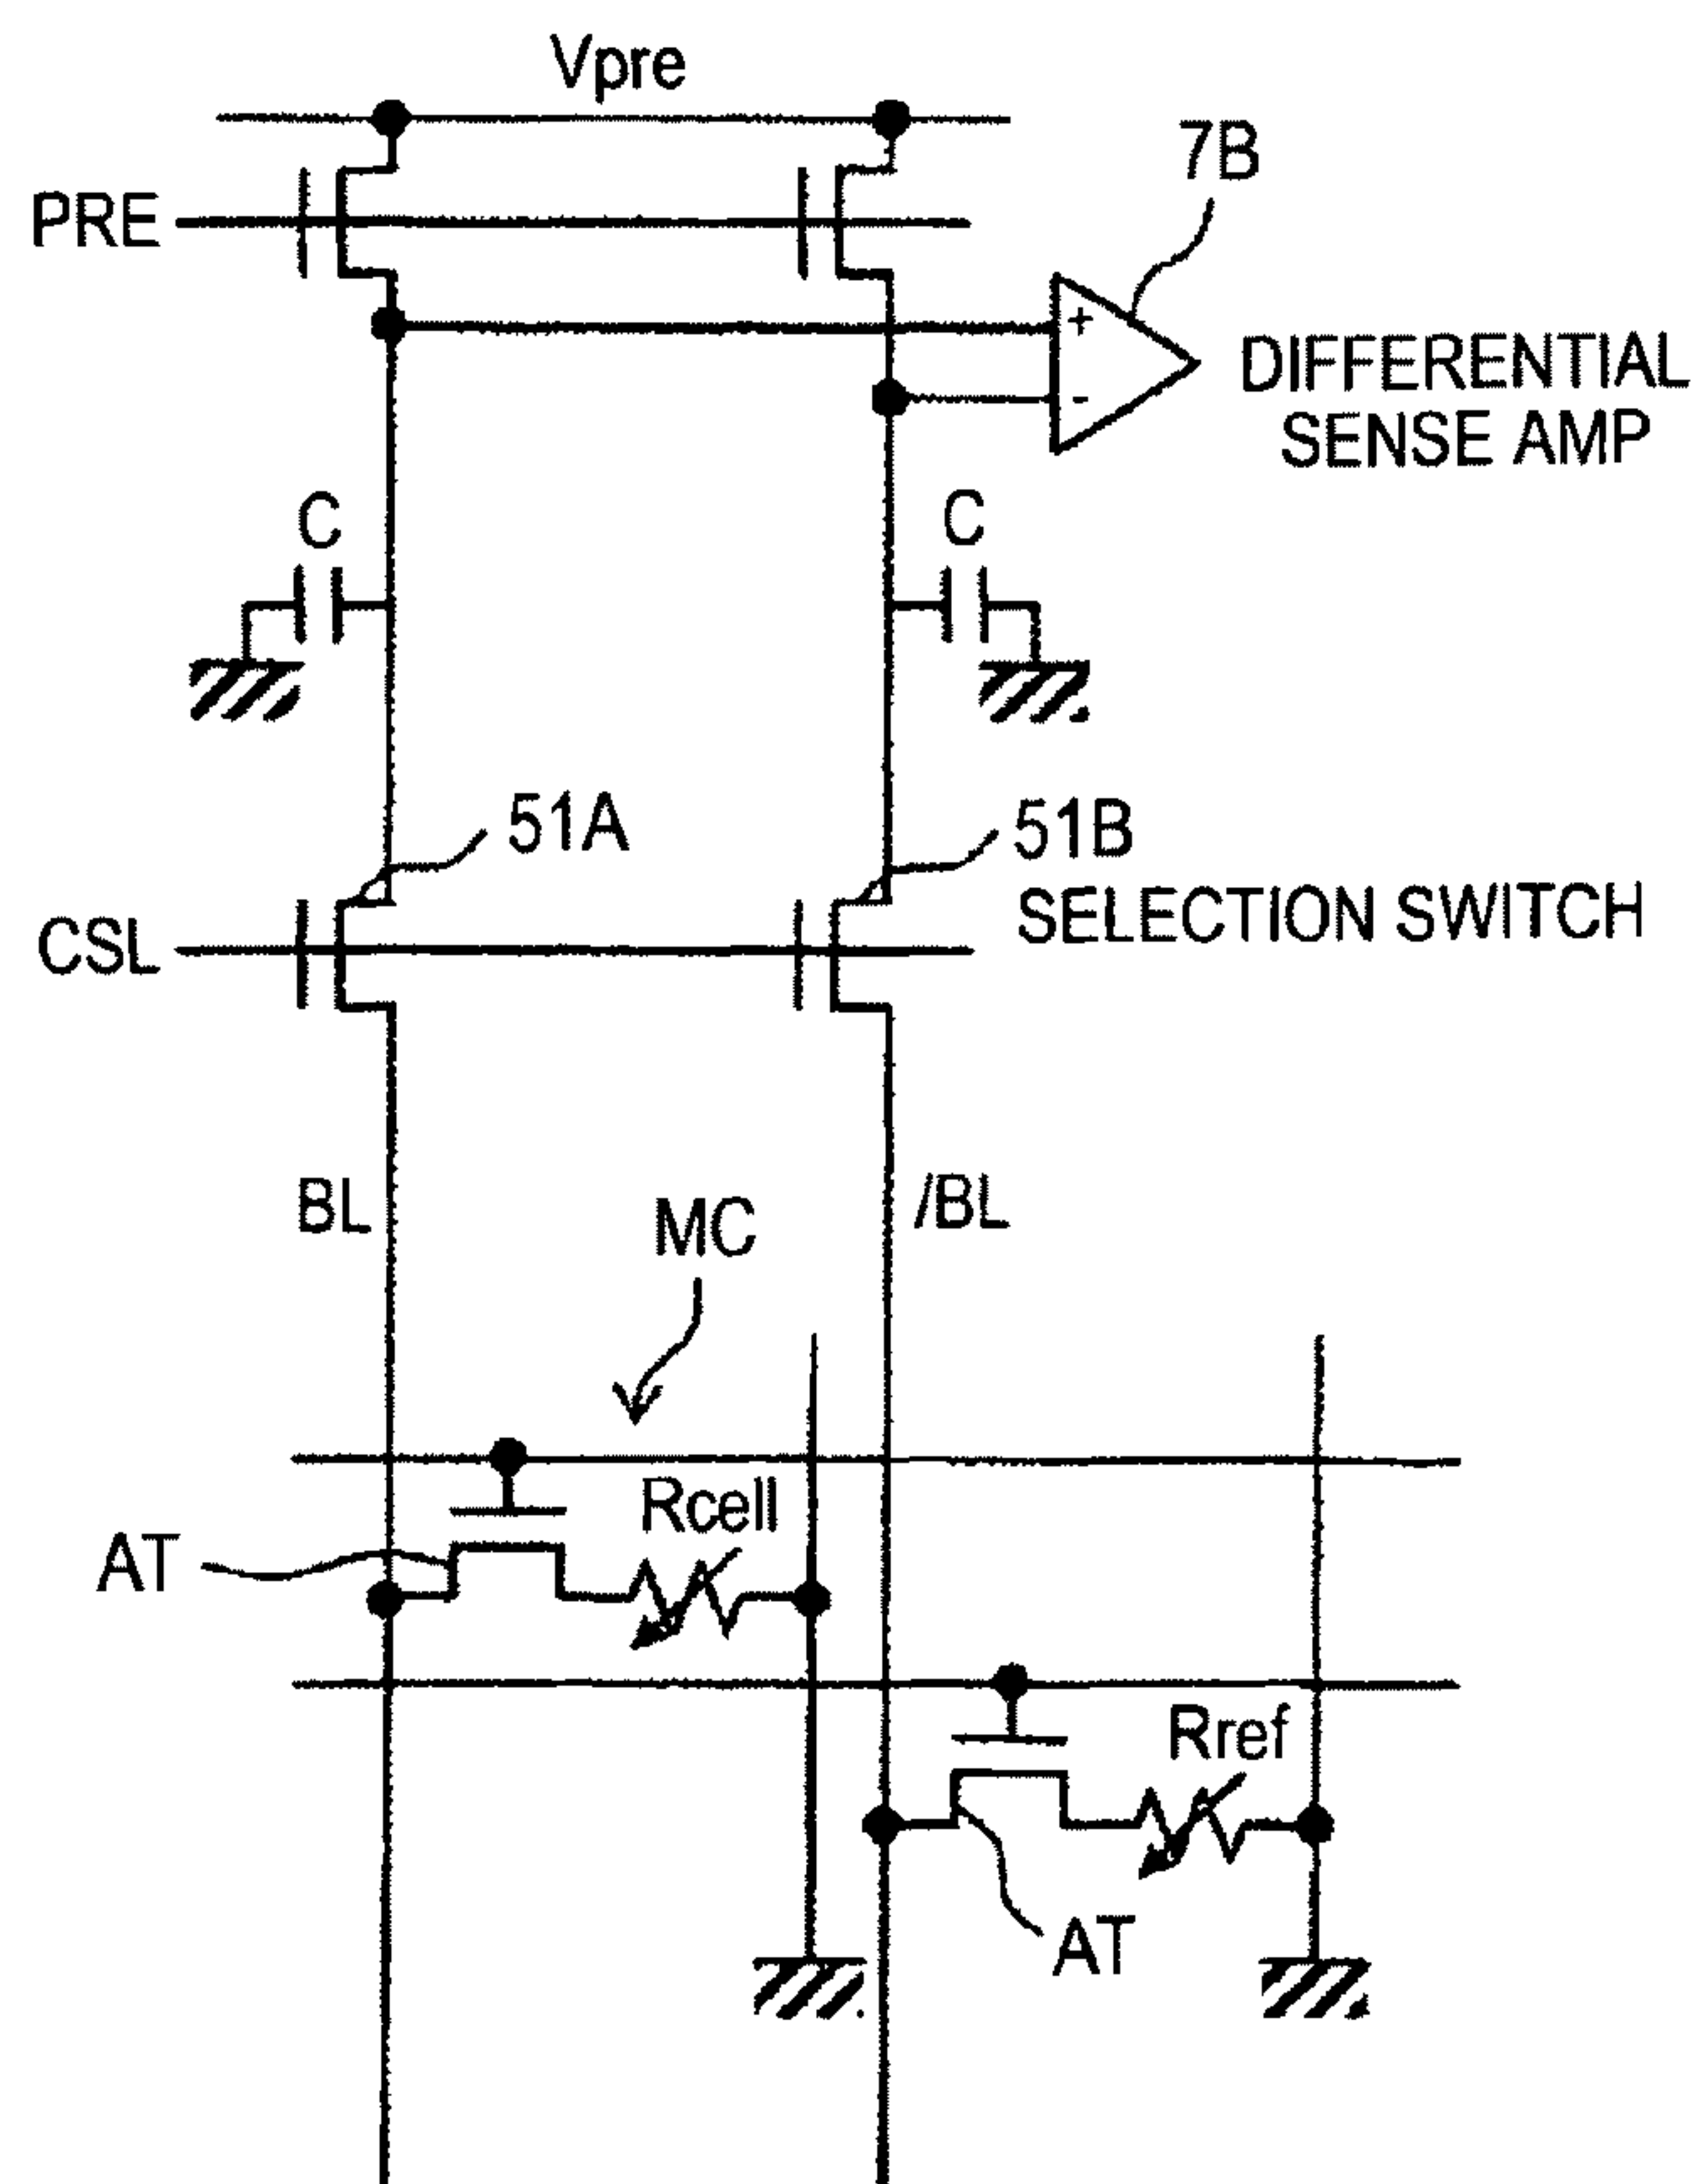 Vpre
7B
PRE
+
-
DIFFERENTIAL
SENSE AMP
C
C
51A
51B
SELECTION SWITCH
CSL
BL
/BL
MC
Rcell
AT
Rref
AT